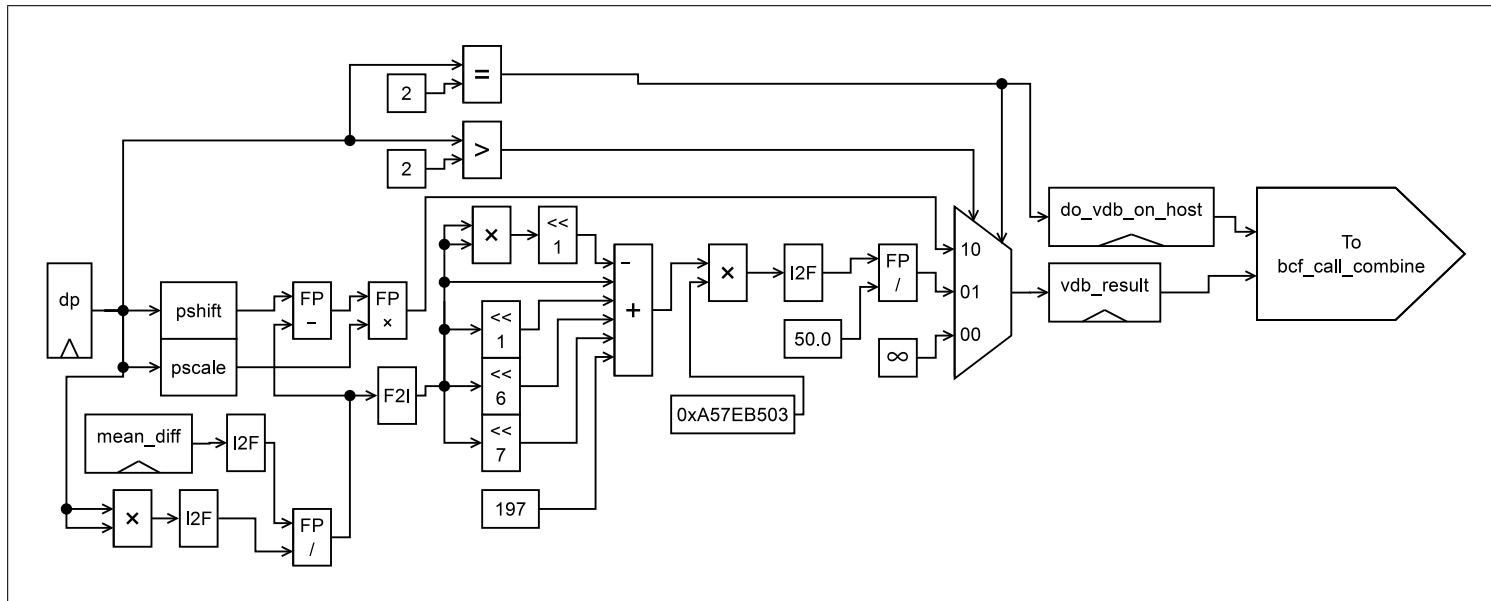 =
2
>
2
<<
1
×
10
-
dp
pshift
FP
-
FP
×
+
×
I2F
FP
/
01
do_vdb_on_host
vdb_result
To
bcf_call_combine
pscale
<<
1
50.0
∞
00
F2I
<<
6
0xA57EB503
mean_diff
I2F
<<
7
197
×
I2F
FP
/